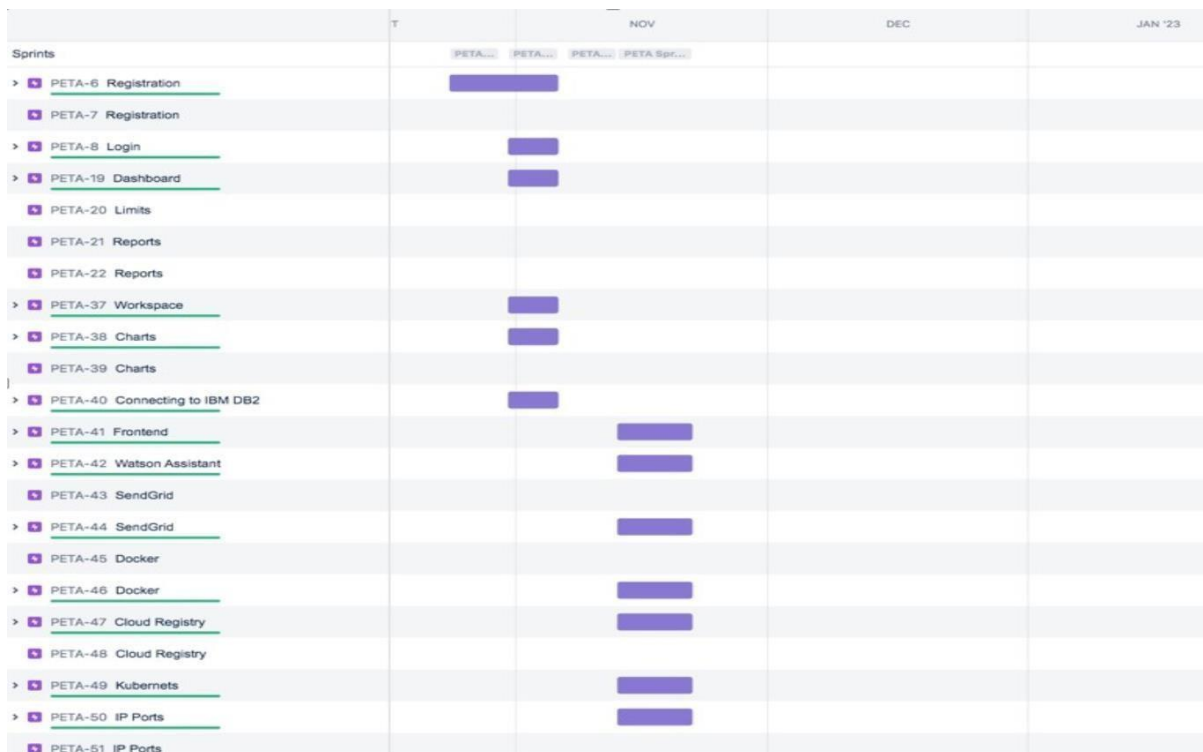 T NOV DEC JAN '23
Sprints PETA... PETA... PETA... PETA Spr...
PETA-6 Registration
PETA-7 Registration
PETA-8 Login
PETA-19 Dashboard
PETA-20 Limits
PETA-21 Reports
PETA-22 Reports
PETA-37 Workspace
PETA-38 Charts
PETA-39 Charts
PETA-40 Connecting to IBM DB2
PETA-41 Frontend
PETA-42 Watson Assistant
PETA-43 SendGrid
PETA-44 SendGrid
PETA-45 Docker
PETA-46 Docker
PETA-47 Cloud Registry
PETA-48 Cloud Registry
PETA-49 Kubernets
PETA-50 IP Ports
PETA-51 IP Ports